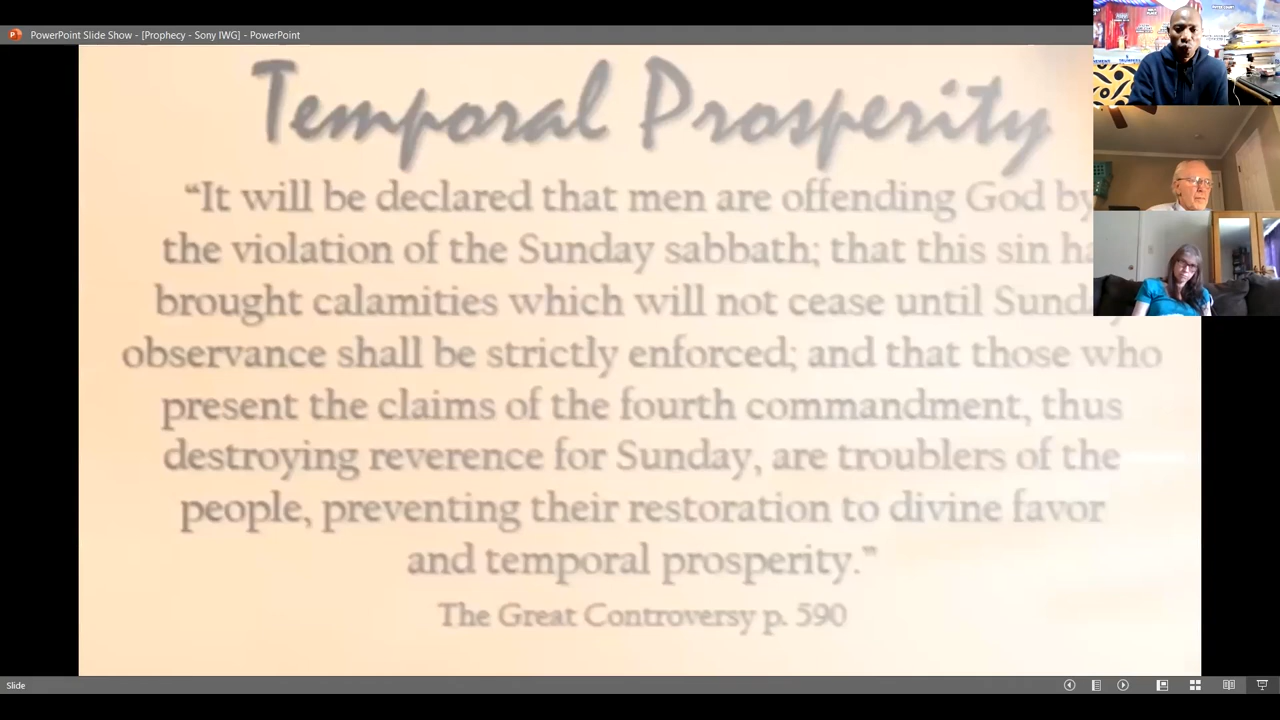 PowerPoint Slide Show - [Prophecy - Sony IWG] - PowerPoint
Temporal Prosperity
“It will be declared that men are offending God by
the violation of the Sunday sabbath; that this sin ha
brought calamities which will not cease until Sund
observance shall be strictly enforced; and that those who
present the claims of the fourth commandment, thus
destroying reverence for Sunday, are troublers of the
people, preventing their restoration to divine favor
and temporal prosperity.”
The Great Controversy p. 590
Slide